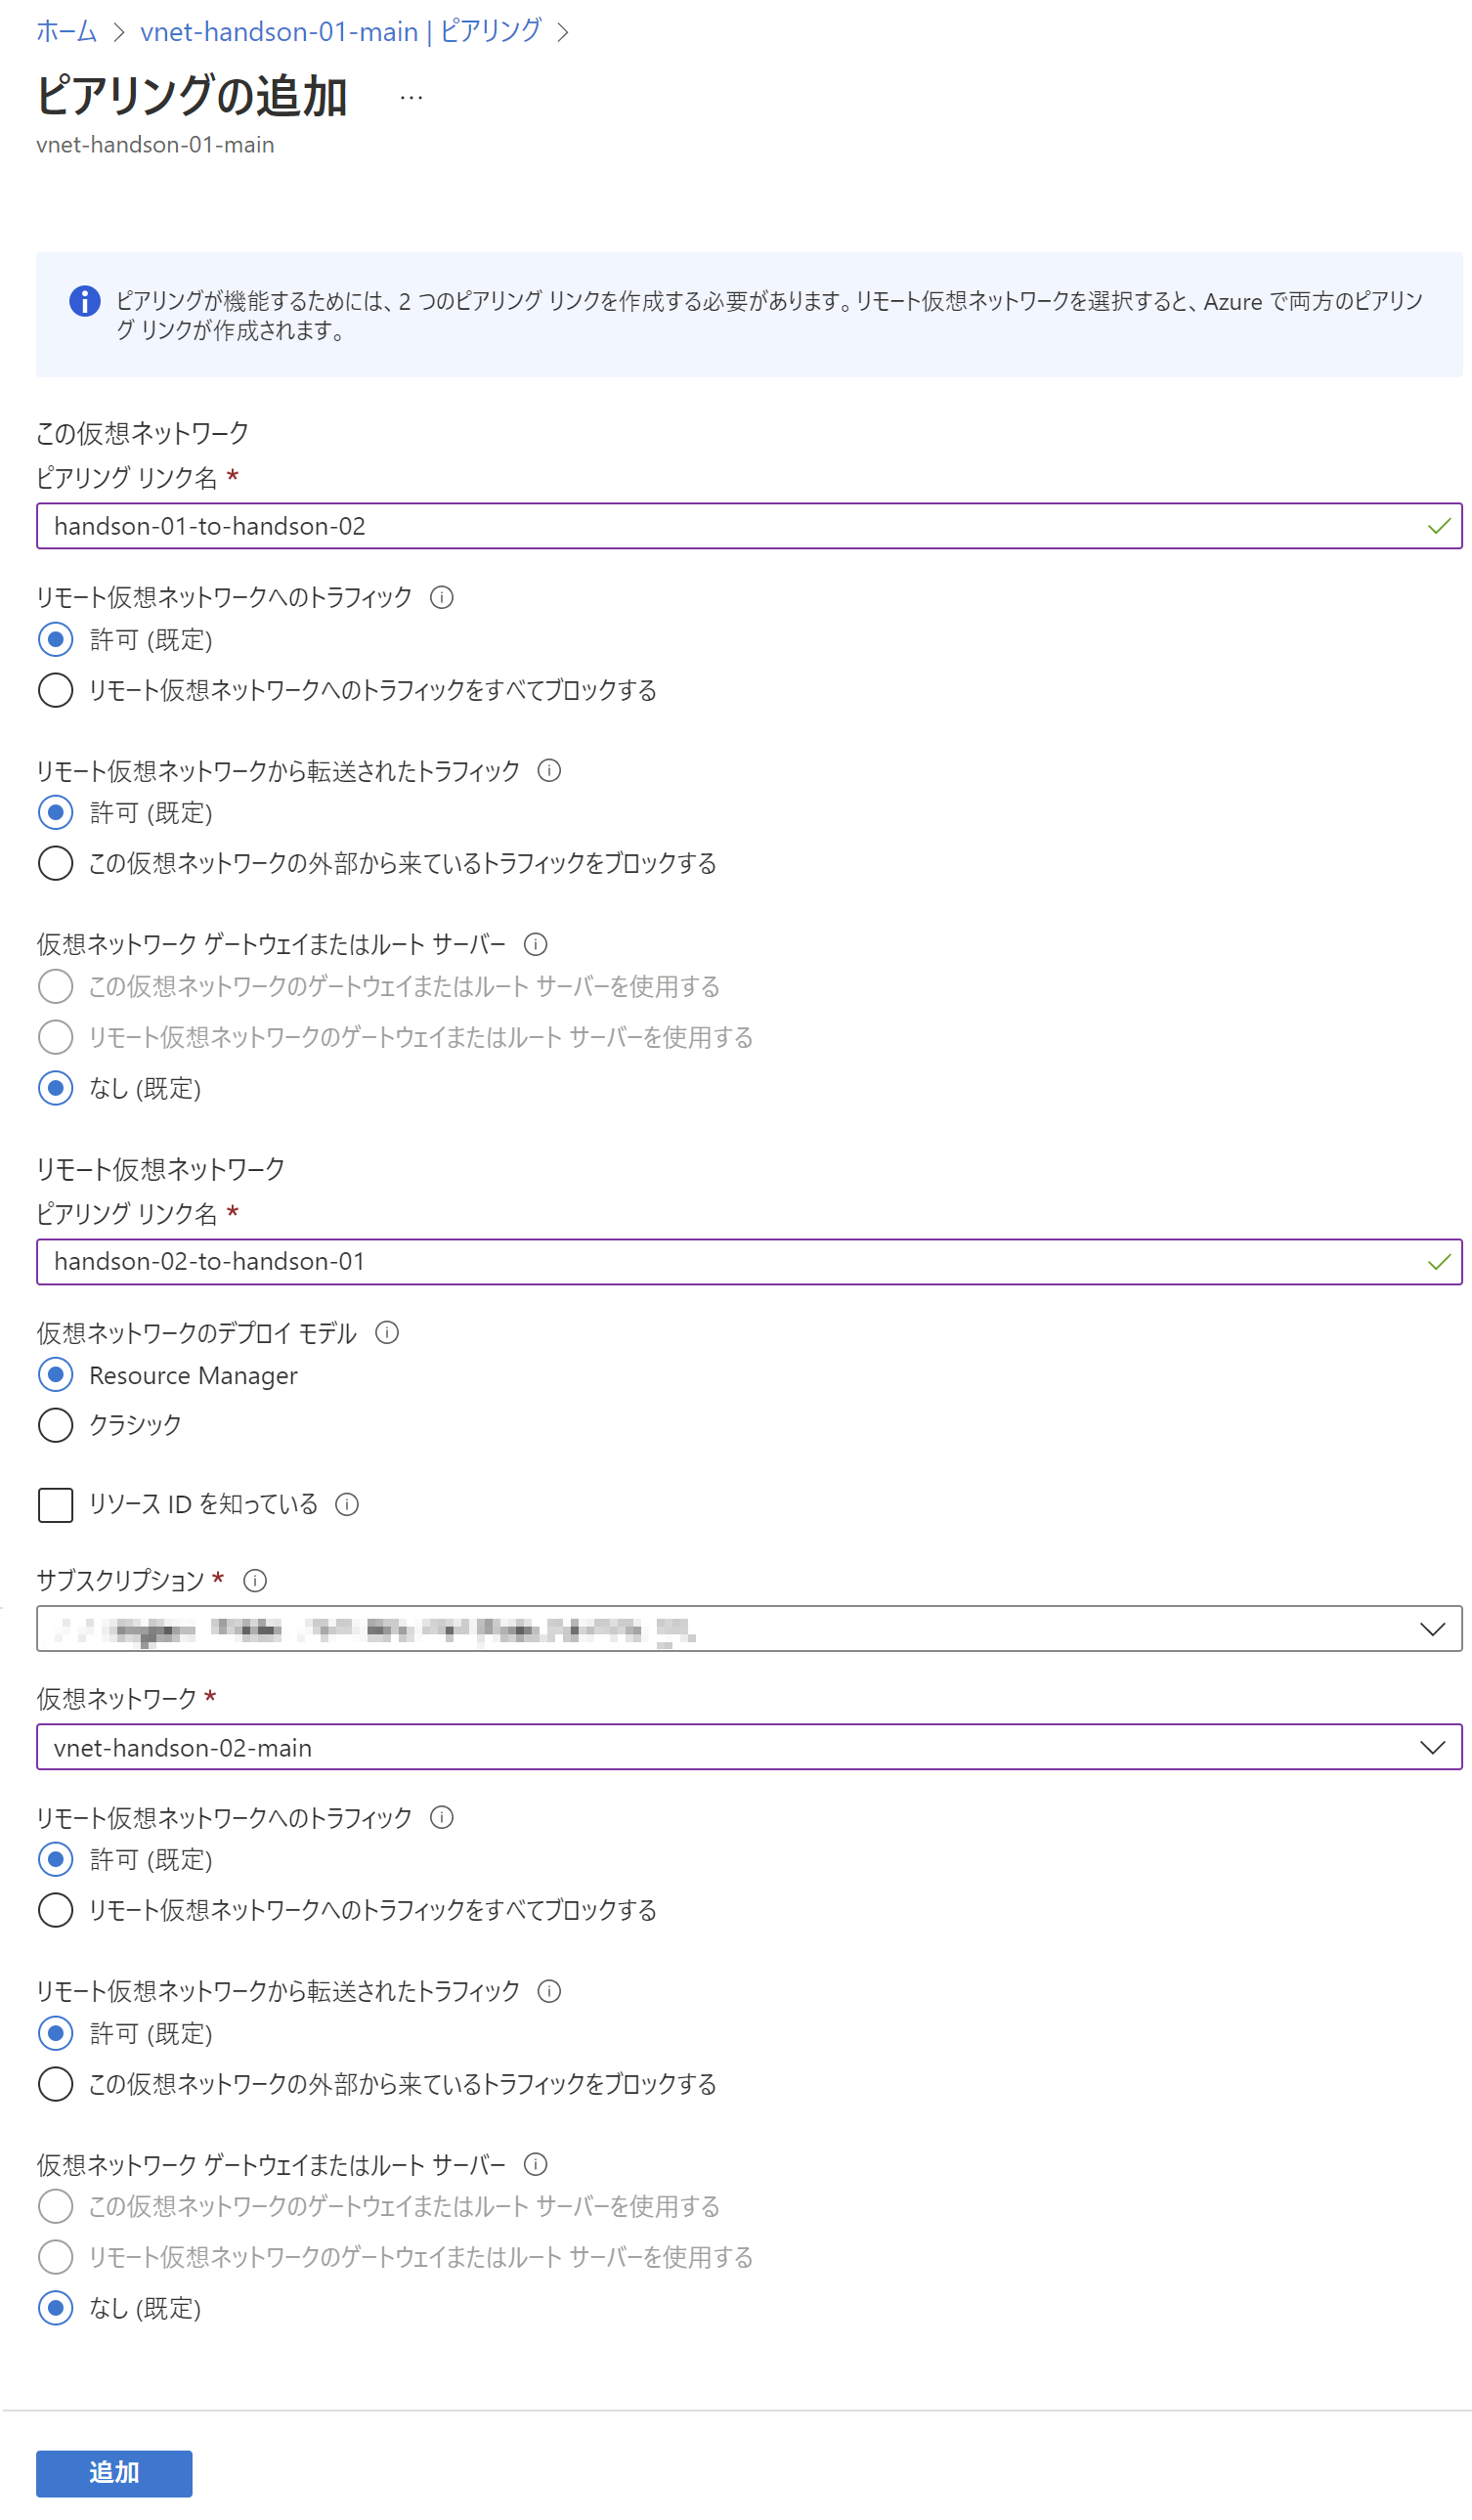 ホーム > vnet-handson-01-main | ピアリング >
ピアリングの追加 …
vnet-handson-01-main
ピアリングが機能するためには、2 つのピアリング リンクを作成する必要があります。リモート仮想ネットワークを選択すると、Azure で両方のピアリン
グ リンクが作成されます。
この仮想ネットワーク
ピアリング リンク名 *
handson-01-to-handson-02
リモート仮想ネットワークへのトラフィック
許可 (既定)
リモート仮想ネットワークへのトラフィックをすべてブロックする
リモート仮想ネットワークから転送されたトラフィック
許可 (既定)
この仮想ネットワークの外部から来ているトラフィックをブロックする
仮想ネットワーク ゲートウェイまたはルート サーバー
この仮想ネットワークのゲートウェイまたはルート サーバーを使用する
リモート仮想ネットワークのゲートウェイまたはルート サーバーを使用する
なし (既定)
リモート仮想ネットワーク
ピアリング リンク名 *
handson-02-to-handson-01
仮想ネットワークのデプロイ モデル
Resource Manager
クラシック
リソース ID を知っている
サブスクリプション *
仮想ネットワーク *
vnet-handson-02-main
リモート仮想ネットワークへのトラフィック
許可 (既定)
リモート仮想ネットワークへのトラフィックをすべてブロックする
リモート仮想ネットワークから転送されたトラフィック
許可 (既定)
この仮想ネットワークの外部から来ているトラフィックをブロックする
仮想ネットワーク ゲートウェイまたはルート サーバー
この仮想ネットワークのゲートウェイまたはルート サーバーを使用する
リモート仮想ネットワークのゲートウェイまたはルート サーバーを使用する
なし (既定)
追加